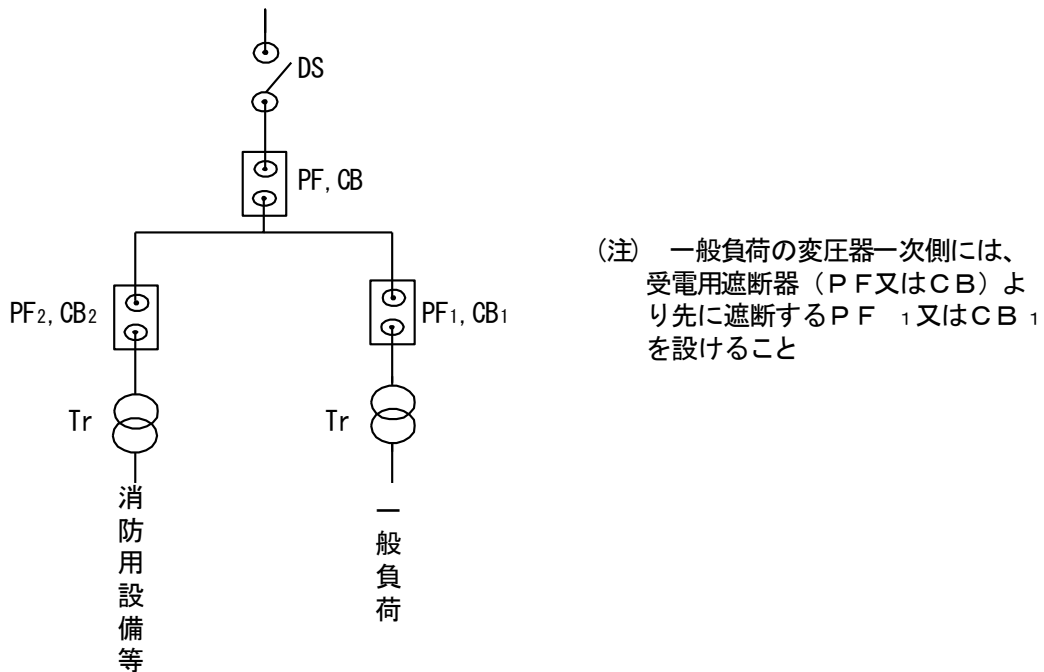 DS
PF, CB
PF₂, CB₂
PF₁, CB₁
Tr
Tr
消防用設備等
一般負荷
(注) 一般負荷の変圧器一次側には、
受電用遮断器（ＰＦ又はＣＢ）よ
り先に遮断するＰＦ ₁又はＣＢ₁
を設けること